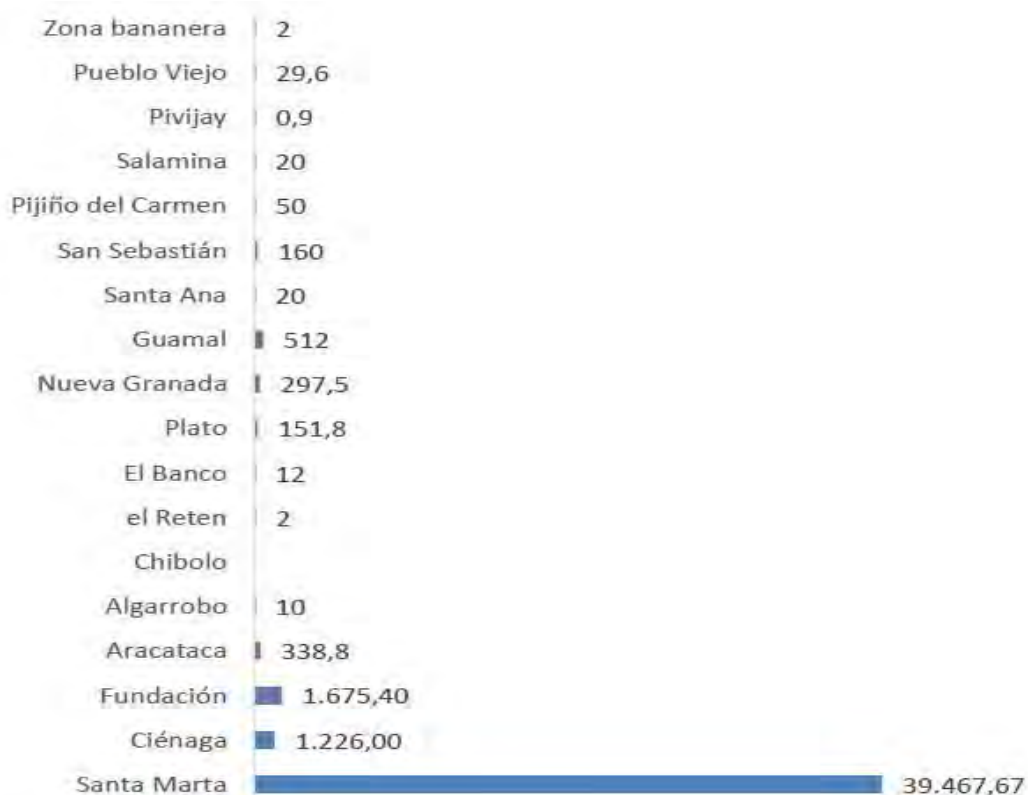 Zona bananera 2
Pueblo Viejo 29,6
Pivijay 0,9
Salamina 20
Pijiño del Carmen 50
San Sebastián 160
Santa Ana 20
Guamal 512
Nueva Granada 297,5
Plato 151,8
El Banco 12
el Reten 2
Chibolo
Algarrobo 10
Aracataca 338,8
Fundación 1.675,40
Ciénaga 1.226,00
Santa Marta 39.467,67